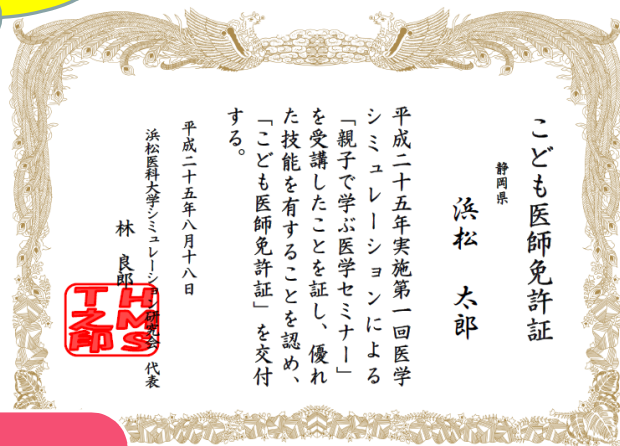 こども医師免許証
静岡県
浜松 太郎
平成二十五年実施第一回医学
シミュレーションによる
「親子で学ぶ医学セミナー」
を受講したことを証し、優れ
た技能を有することを認め、
「こども医師免許証」を交付
する。
平成二十五年八月十八日
浜松医科大学シミュレーション研究会 代表
林 良郎
HMS
之印